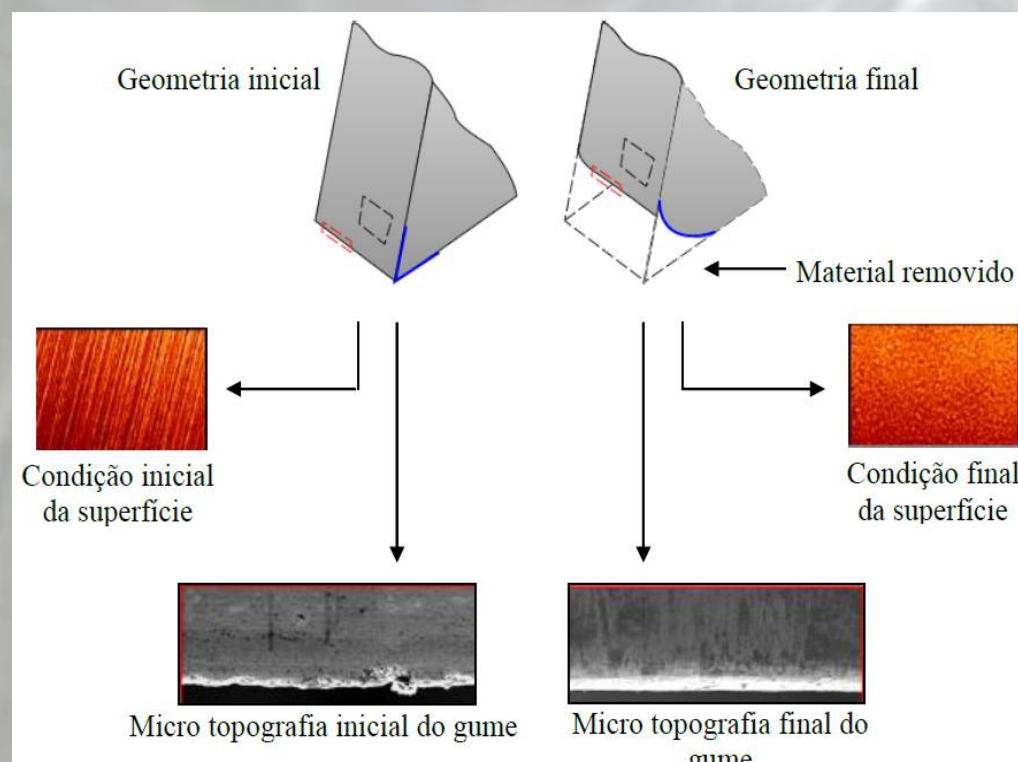 Geometria inicial
Geometria final
Material removido
Condição inicial
da superfície
Condição final
da superfície
Micro topografia inicial do gume
Micro topografia final do
gume